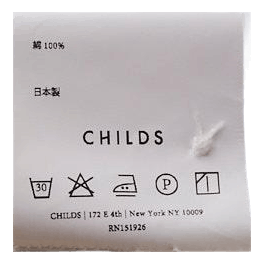 綿 100%
日本製
CHILDS
30 P
CHILDS | 172 E 4th | New York NY 10009
RN151926